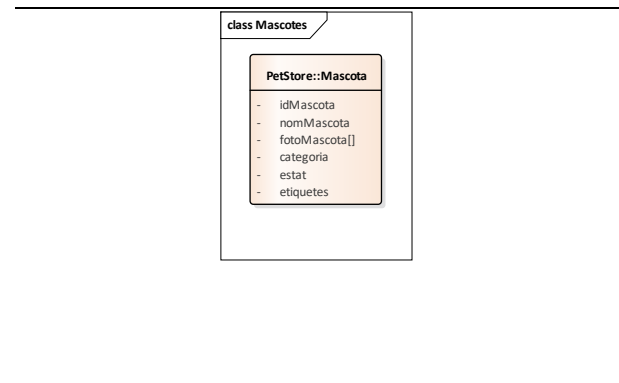 class Mascotes
PetStore::Mascota
- idMascota
- nomMascota
- fotoMascota[]
- categoria
- estat
- etiquetes